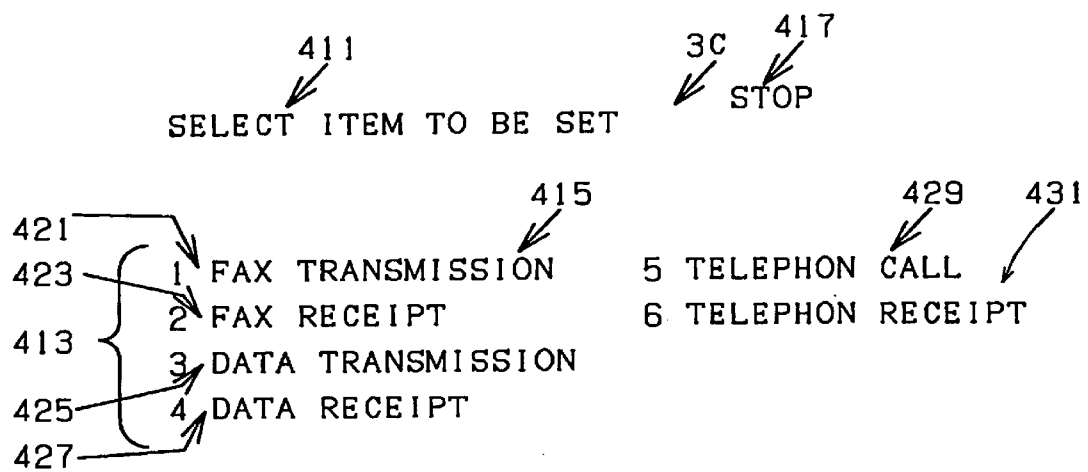 411 3C 417
SELECT ITEM TO BE SET STOP
415 429 431
421
1 FAX TRANSMISSION 5 TELEPHON CALL
423
2 FAX RECEIPT 6 TELEPHON RECEIPT
413
3 DATA TRANSMISSION
425
4 DATA RECEIPT
427